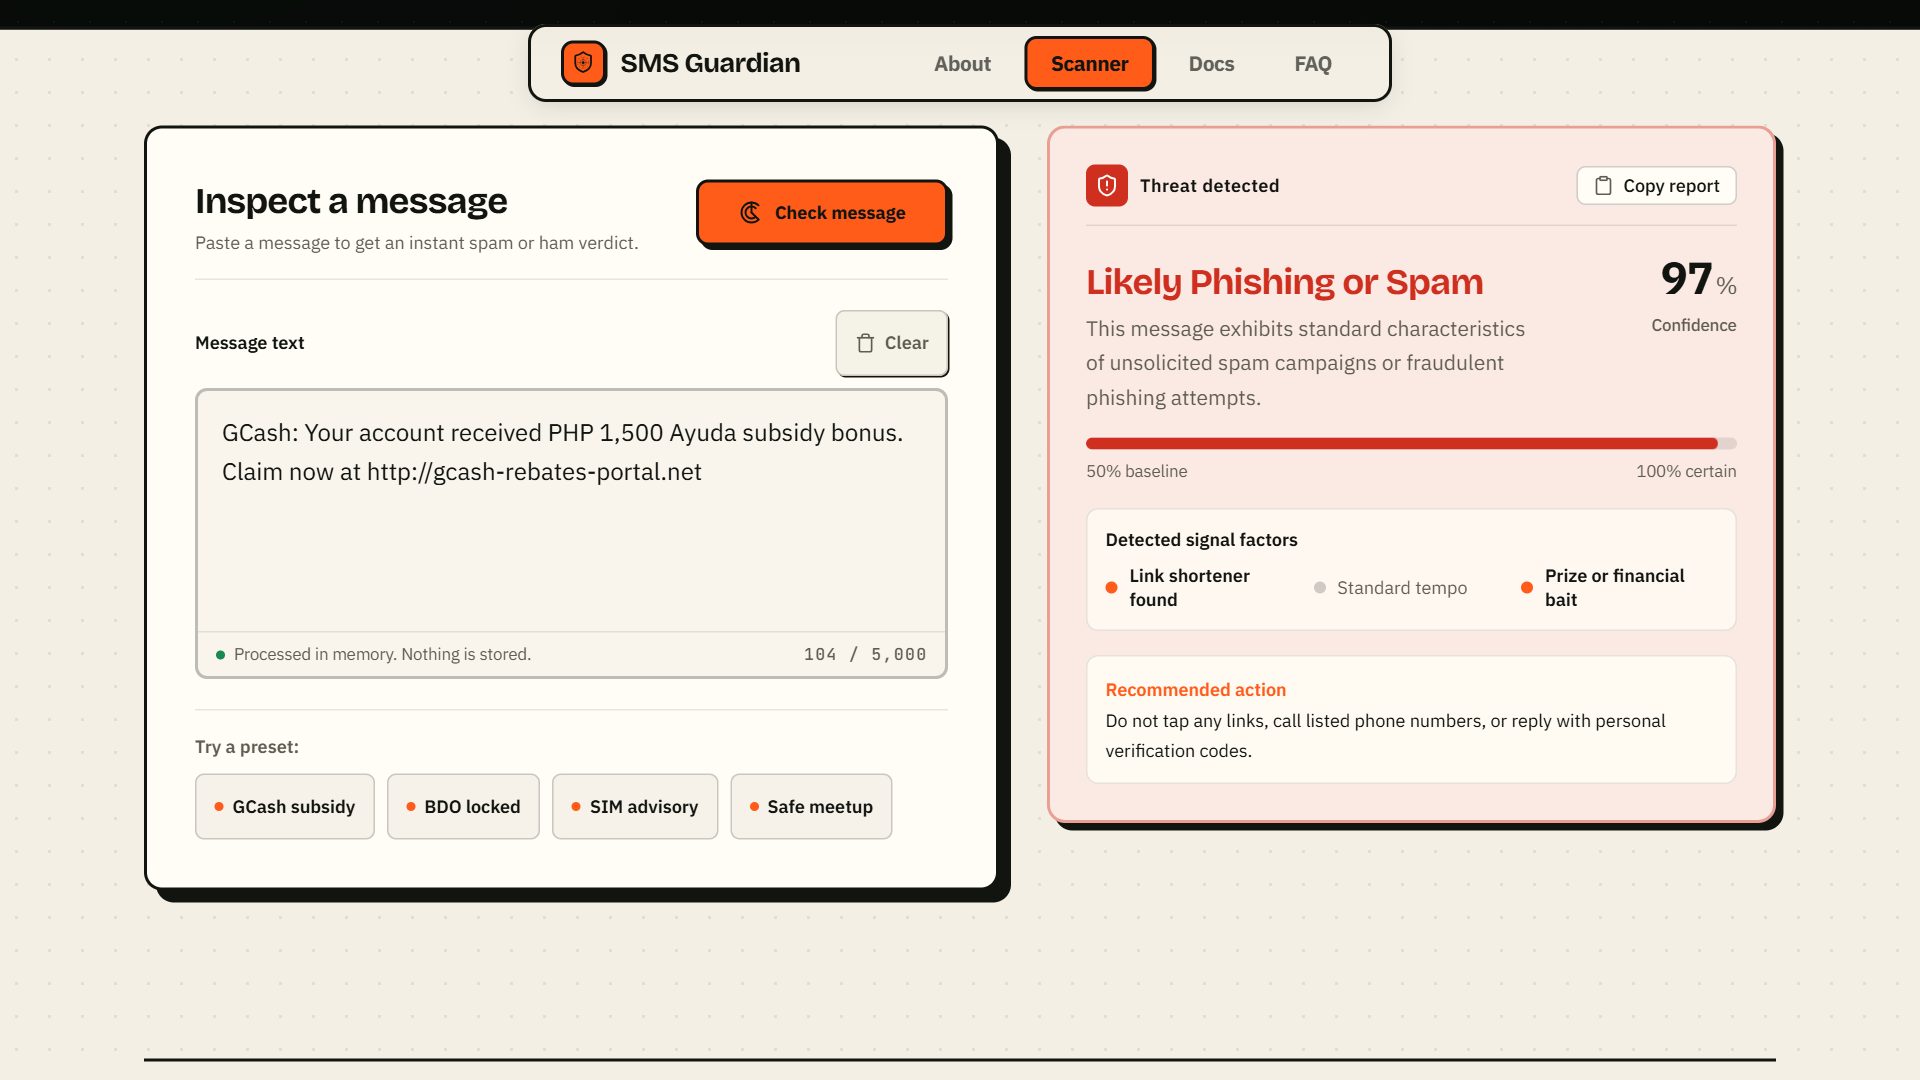 SMS Guardian
About
Scanner
Docs
FAQ
Inspect a message
Paste a message to get an instant spam or ham verdict.
Check message
Message text
Clear
GCash: Your account received PHP 1,500 Ayuda subsidy bonus.
Claim now at http://gcash-rebates-portal.net
Processed in memory. Nothing is stored.
104 / 5,000
Try a preset:
GCash subsidy
BDO locked
SIM advisory
Safe meetup
Threat detected
Copy report
Likely Phishing or Spam
97%
Confidence
This message exhibits standard characteristics
of unsolicited spam campaigns or fraudulent
phishing attempts.
50% baseline
100% certain
Detected signal factors
Link shortener
found
Standard tempo
Prize or financial
bait
Recommended action
Do not tap any links, call listed phone numbers, or reply with personal
verification codes.